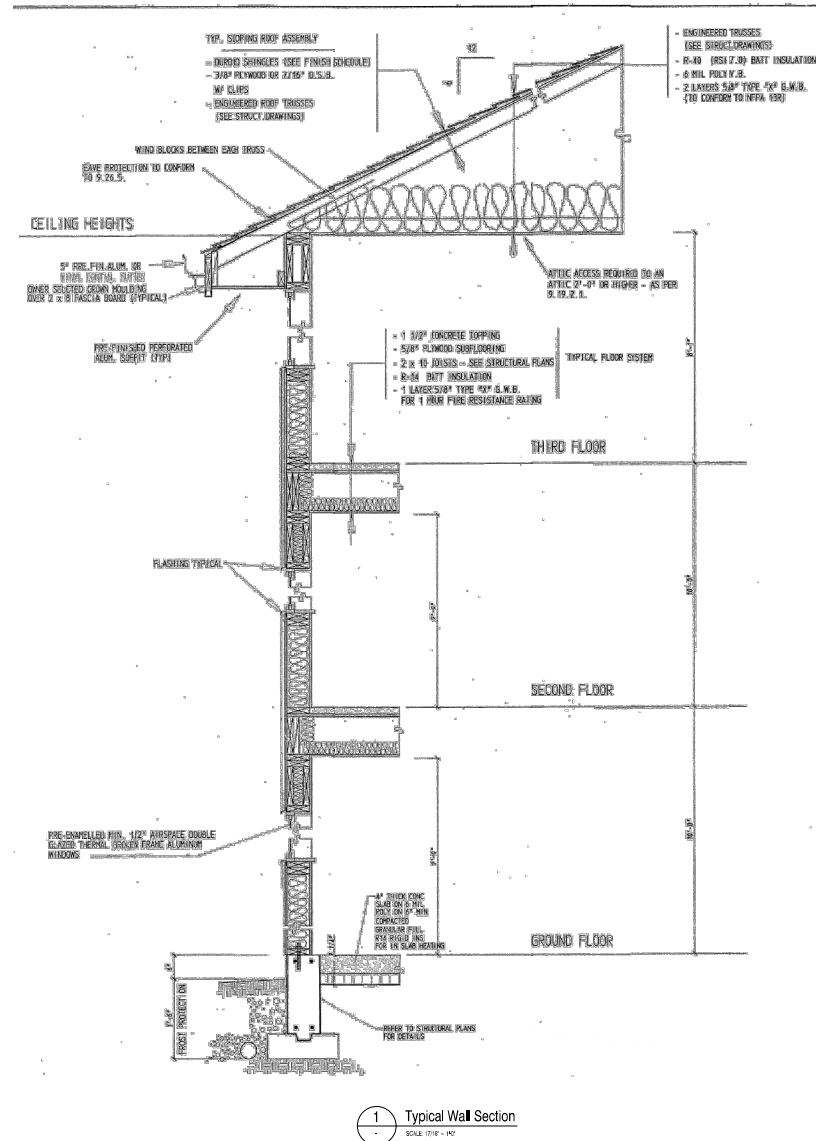 TYP. SLOPING ROOF ASSEMBLY
- DUROID SHINGLES (SEE FINISH SCHEDULE)
- 3/8" PLYWOOD OR 7/16" O.S.B.
W/ CLIPS
- ENGINEERED ROOF TRUSSES
(SEE STRUCT.DRAWINGS)
12
- ENGINEERED TRUSSES
(SEE STRUCT.DRAWINGS)
- R-40 (RSI 7.0) BATT INSULATION
- 6 MIL POLY V.B.
- 2 LAYERS 5/8" TYPE "X" G.W.B.
(TO CONFORM TO NFPA 13R)
WIND BLOCKS BETWEEN EACH TRUSS
EAVE PROTECTION TO CONFORM
TO 9.26.5.
CEILING HEIGHTS
5" PRE.FIN.ALUM. OR
OWNER SELECTED CROWN MOULDING
OVER 2 x 8 FASCIA BOARD (TYPICAL)
PRE-FINISHED PERFORATED
ALUM. SOFFIT (TYP)
ATTIC ACCESS REQUIRED TO AN
ATTIC 2'-0" OR HIGHER - AS PER
9.19.2.1.
- 1 1/2" CONCRETE TOPPING
- 5/8" PLYWOOD SUBFLOORING
- 2 x 10 JOISTS - SEE STRUCTURAL PLANS
- R-14 BATT INSULATION
- 1 LAYER 5/8" TYPE "X" G.W.B.
FOR 1 HOUR FIRE RESISTANCE RATING
TYPICAL FLOOR SYSTEM
THIRD FLOOR
FLASHING TYPICAL
SECOND FLOOR
PRE-ENAMELLED MIN. 1/2" AIRSPACE DOUBLE
GLAZED THERMAL BROKEN FRAME ALUMINUM
WINDOWS
4" THICK CONC
SLAB ON 6 MIL
POLY ON 6" MIN
COMPACTED
GRANULAR FILL
RIGID INS
FOR IN SLAB HEATING
GROUND FLOOR
FROST PROTECTION
REFER TO STRUCTURAL PLANS
FOR DETAILS
1
Typical Wall Section